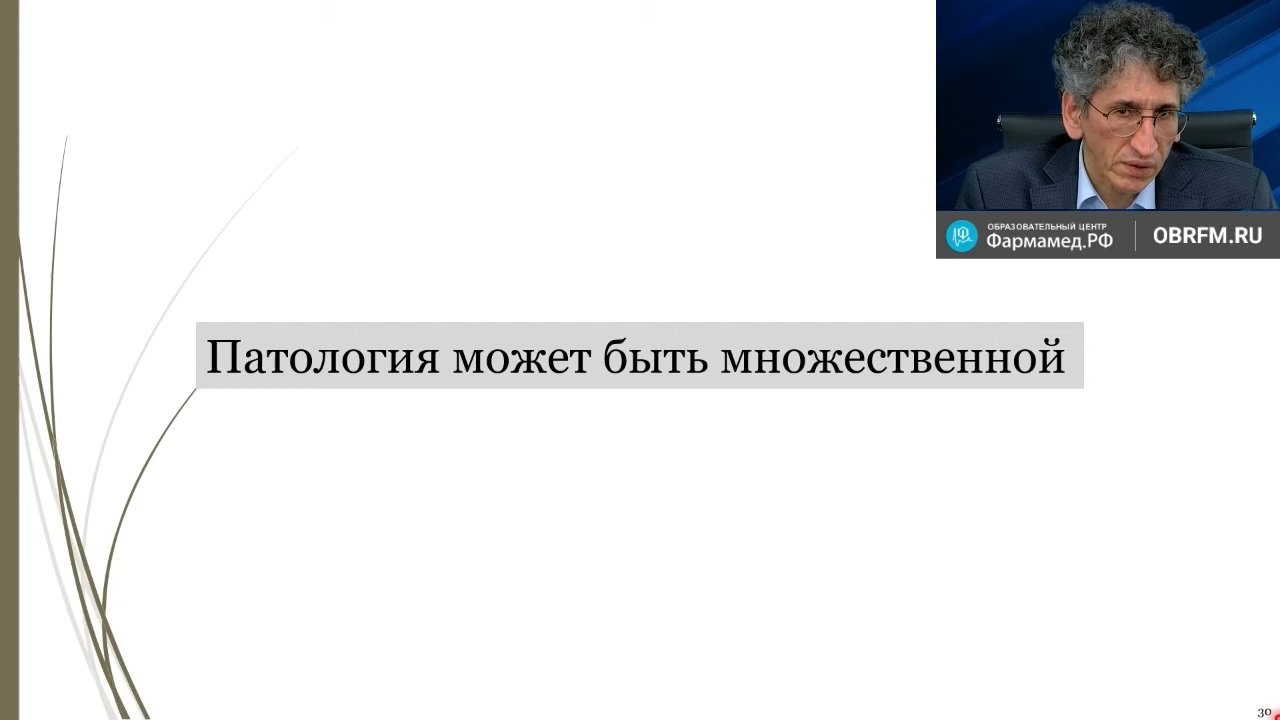 ОБРАЗОВАТЕЛЬНЫЙ ЦЕНТР
Фармамед.РФ
OBRFM.RU
Патология может быть множественной
30